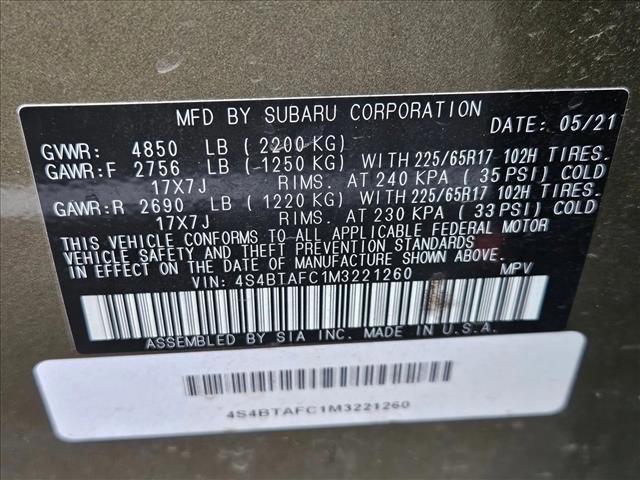 MFD BY SUBARU CORPORATION
DATE: 05/21
GVWR: 4850 LB ( 2200 KG)
GAWR:F 2756 LB ( 1250 KG) WITH 225/65R17 102H TIRES.
17X7J RIMS. AT 240 KPA ( 35 PSI) COLD
GAWR:R 2690 LB ( 1220 KG) WITH 225/65R17 102H TIRES.
17X7J RIMS. AT 230 KPA ( 33 PSI) COLD
THIS VEHICLE CONFORMS TO ALL APPLICABLE FEDERAL MOTOR
VEHICLE SAFETY AND THEFT PREVENTION STANDARDS
IN EFFECT ON THE DATE OF MANUFACTURE SHOWN ABOVE.
VIN: 4S4BTAFC1M3221260 MPV
ASSEMBLED BY SIA INC. MADE IN U.S.A.
4S4BTAFC1M3221260